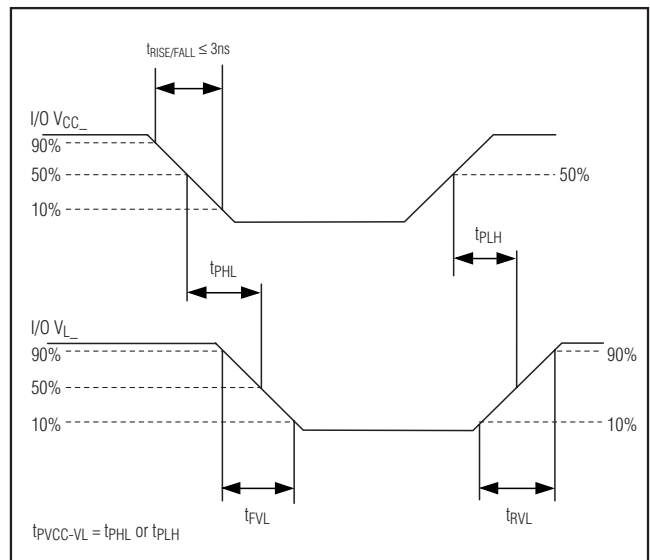 tRISE/FALL ≤ 3ns
I/O VCC_
90%
50%
50%
10%
tPLH
tPHL
I/O VL_
90%
90%
50%
10%
10%
tFVL
tRVL
tPVCC-VL = tPHL or tPLH